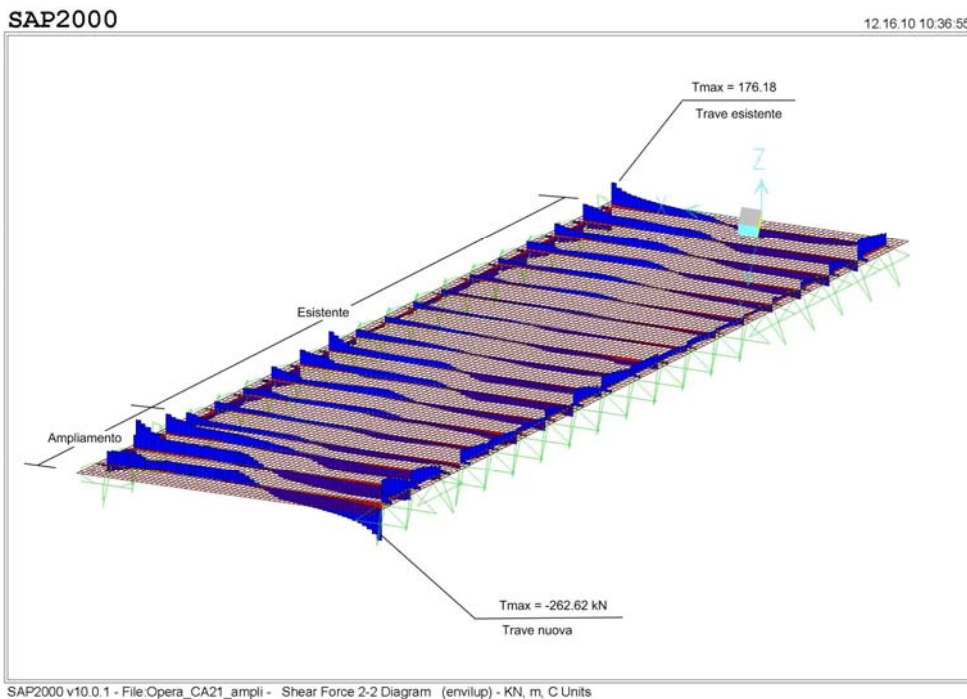 SAP2000
12.16.10 10:36:55
Tmax = 176.18
Trave esistente
Z
X
Esistente
Ampliamento
Tmax = -262.62 kN
Trave nuova
SAP2000 v10.0.1 - File:Opera_CA21_ampli - Shear Force 2-2 Diagram (envilup) - KN, m, C Units